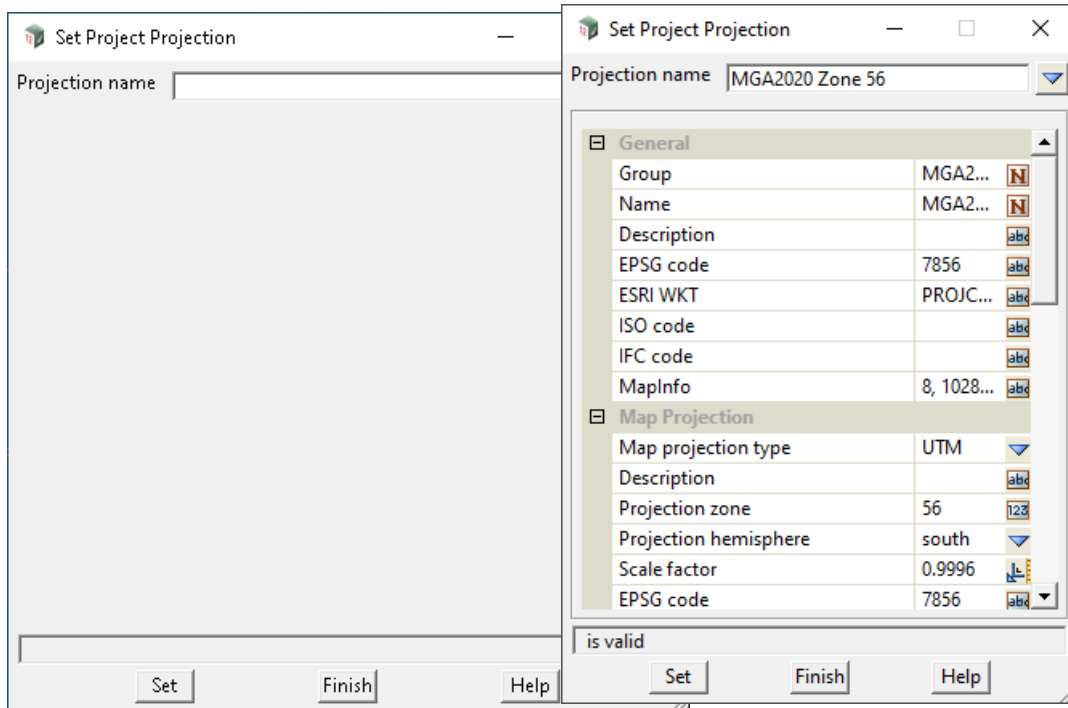 Set Project Projection
Projection name
Set Finish Help
Set Project Projection
Projection name MGA2020 Zone 56
General
Group MGA2...
Name MGA2...
Description
EPSG code 7856
ESRI WKT PROJC...
ISO code
IFC code
MapInfo 8, 1028...
Map Projection
Map projection type UTM
Description
Projection zone 56
Projection hemisphere south
Scale factor 0.9996
EPSG code 7856
is valid
Set Finish Help